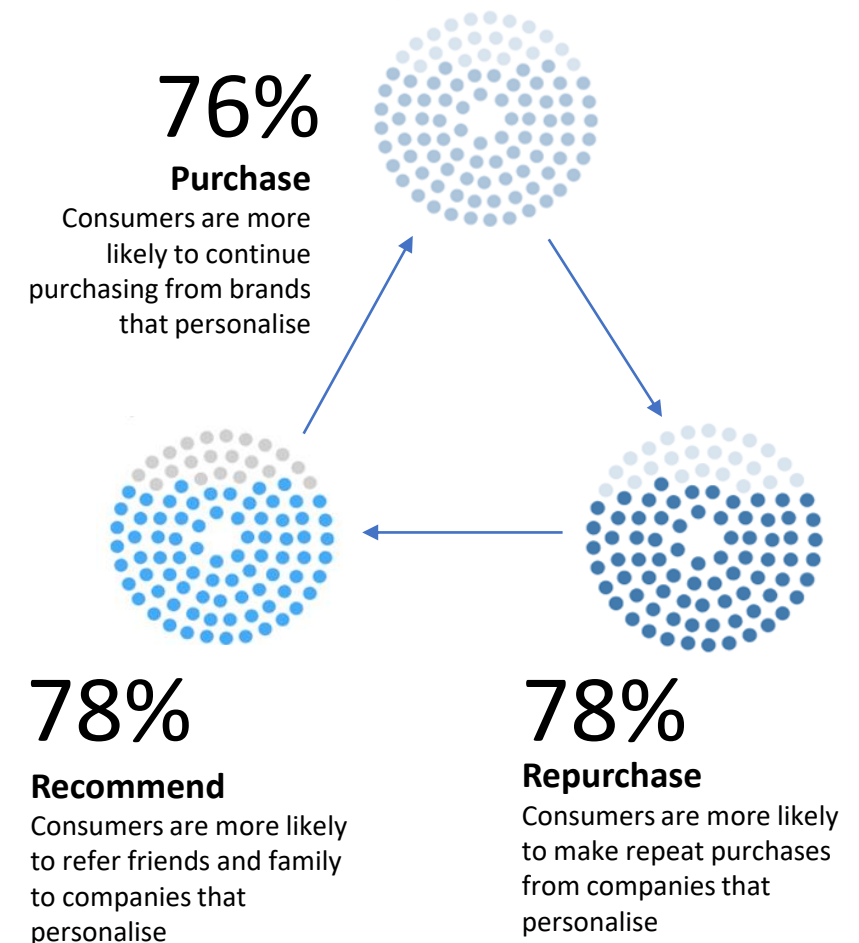 76%
Purchase
Consumers are more
likely to continue
purchasing from brands
that personalise
78%
Recommend
Consumers are more likely
to refer friends and family
to companies that
personalise
78%
Repurchase
Consumers are more likely
to make repeat purchases
from companies that
personalise